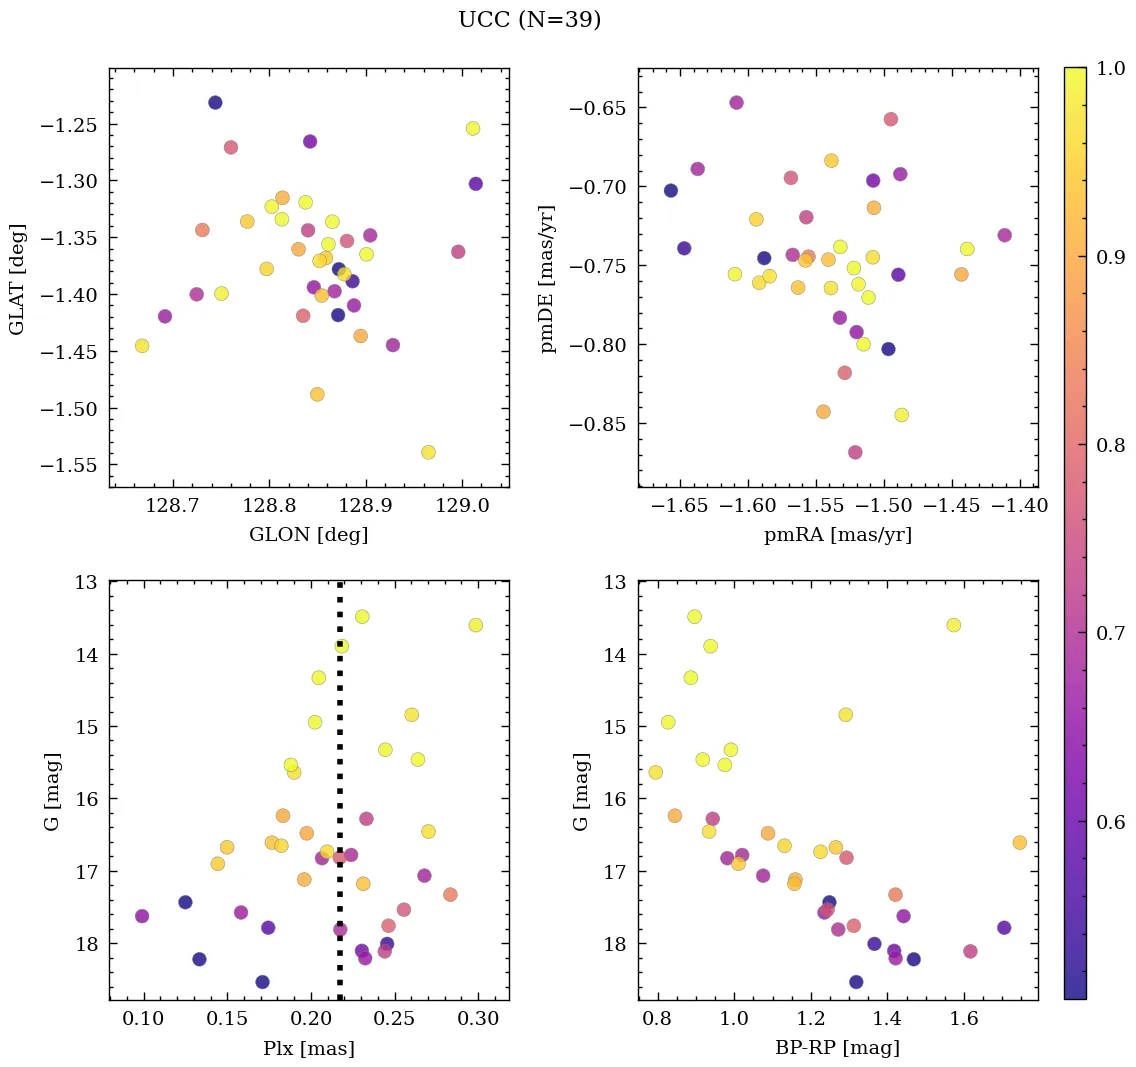 UCC (N=39)
−1.25
−1.30
−1.35
−1.40
−1.45
−1.50
−1.55
GLAT [deg]
128.7 128.8 128.9 129.0
GLON [deg]
−0.65
−0.70
−0.75
−0.80
−0.85
pmDE [mas/yr]
−1.65 −1.60 −1.55 −1.50 −1.45 −1.40
pmRA [mas/yr]
13
14
15
16
17
18
G [mag]
0.10 0.15 0.20 0.25 0.30
Plx [mas]
13
14
15
16
17
18
G [mag]
0.8 1.0 1.2 1.4 1.6
BP-RP [mag]
1.0
0.9
0.8
0.7
0.6